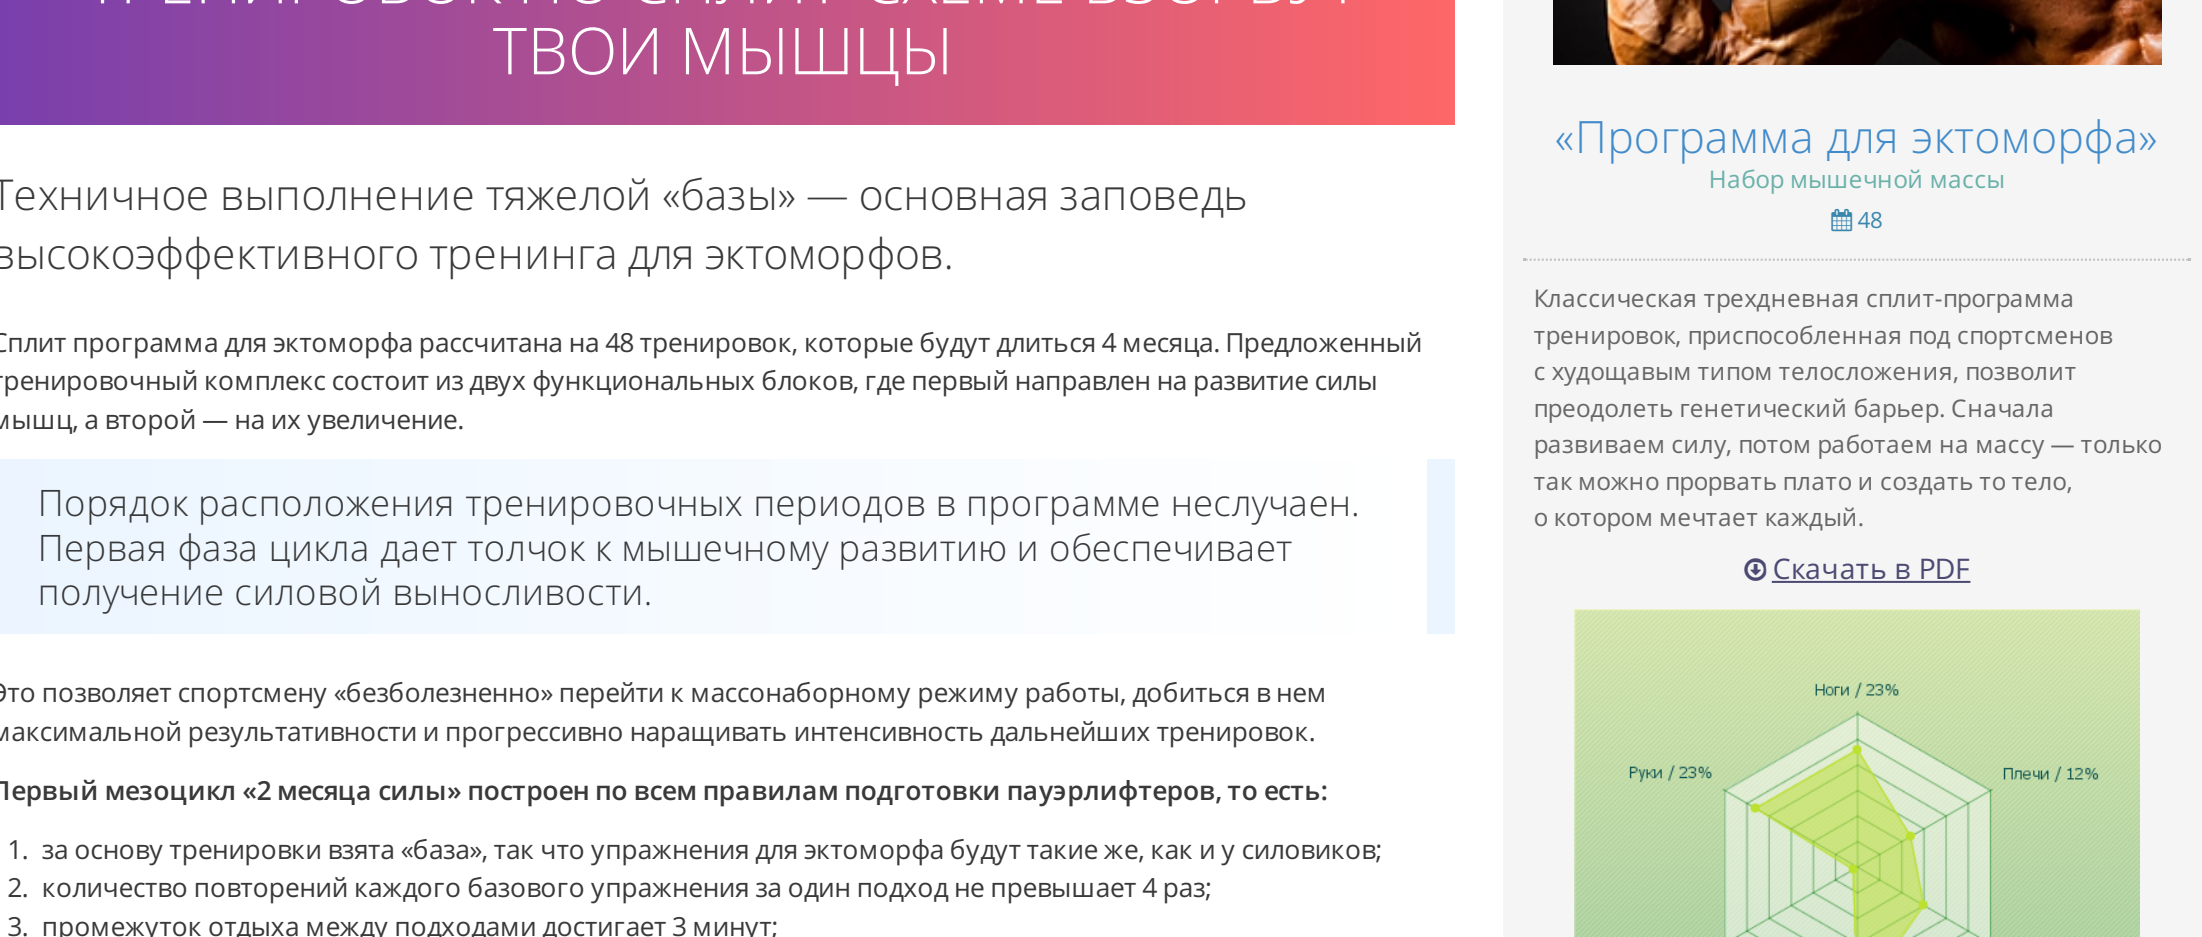 ТВОИ МЫШЦЫ
Техничное выполнение тяжелой «базы» — основная заповедь
высокоэффективного тренинга для эктоморфов.
Сплит программа для эктоморфа рассчитана на 48 тренировок, которые будут длиться 4 месяца. Предложенный
тренировочный комплекс состоит из двух функциональных блоков, где первый направлен на развитие силы
мышц, а второй — на их увеличение.
Порядок расположения тренировочных периодов в программе неслучаен.
Первая фаза цикла дает толчок к мышечному развитию и обеспечивает
получение силовой выносливости.
Это позволяет спортсмену «безболезненно» перейти к массонаборному режиму работы, добиться в нем
максимальной результативности и прогрессивно наращивать интенсивность дальнейших тренировок.
Первый мезоцикл «2 месяца силы» построен по всем правилам подготовки пауэрлифтеров, то есть:
1. за основу тренировки взята «база», так что упражнения для эктоморфа будут такие же, как и у силовиков;
2. количество повторений каждого базового упражнения за один подход не превышает 4 раз;
3. промежуток отдыха между подходами достигает 3 минут;
«Программа для эктоморфа»
Набор мышечной массы
48
Классическая трехдневная сплит-программа
тренировок, приспособленная под спортсменов
с худощавым типом телосложения, позволит
преодолеть генетический барьер. Сначала
развиваем силу, потом работаем на массу — только
так можно прорвать плато и создать то тело,
о котором мечтает каждый.
Скачать в PDF
Ноги / 23%
Руки / 23%
Плечи / 12%